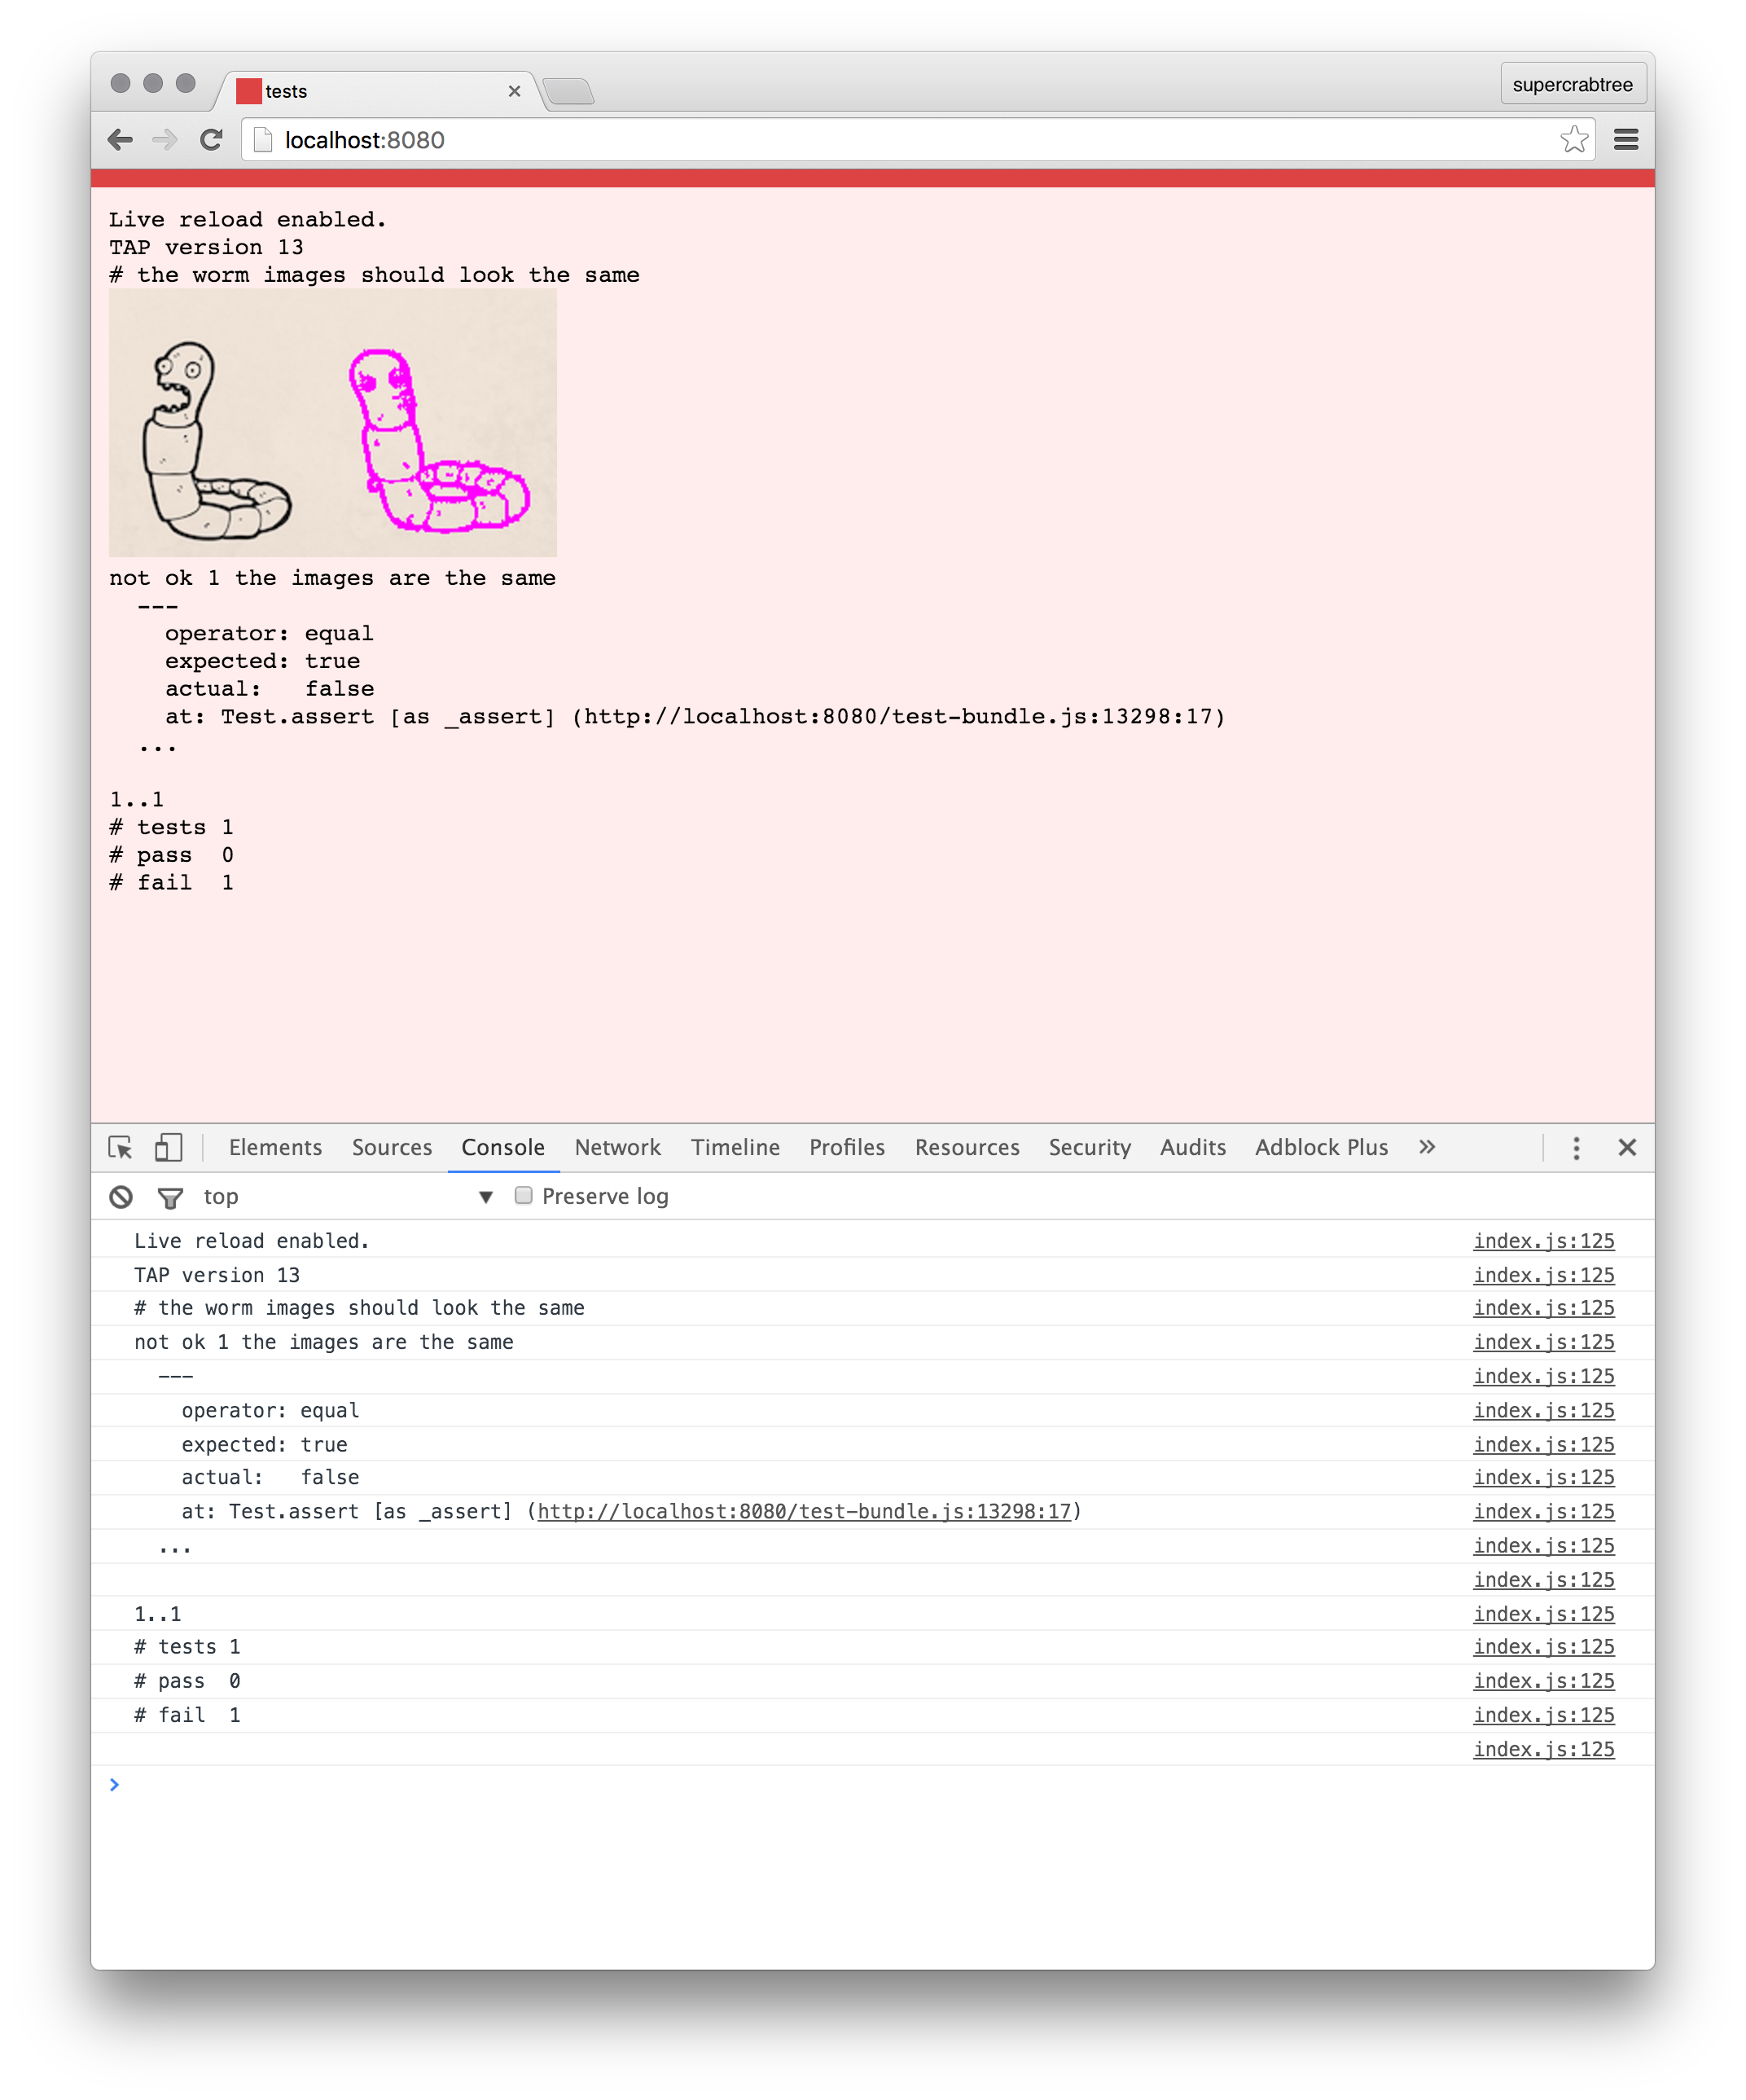 tests
supercrabtree
localhost:8080
Live reload enabled.
TAP version 13
# the worm images should look the same
not ok 1 the images are the same
  ---
    operator: equal
    expected: true
    actual:   false
    at: Test.assert [as _assert] (http://localhost:8080/test-bundle.js:13298:17)
  ...
1..1
# tests 1
# pass  0
# fail  1
Elements Sources Console Network Timeline Profiles Resources Security Audits Adblock Plus »
top ▼ Preserve log
Live reload enabled. index.js:125
TAP version 13 index.js:125
# the worm images should look the same index.js:125
not ok 1 the images are the same index.js:125
  --- index.js:125
    operator: equal index.js:125
    expected: true index.js:125
    actual:   false index.js:125
    at: Test.assert [as _assert] (http://localhost:8080/test-bundle.js:13298:17) index.js:125
  ... index.js:125
index.js:125
1..1 index.js:125
# tests 1 index.js:125
# pass  0 index.js:125
# fail  1 index.js:125
index.js:125
>